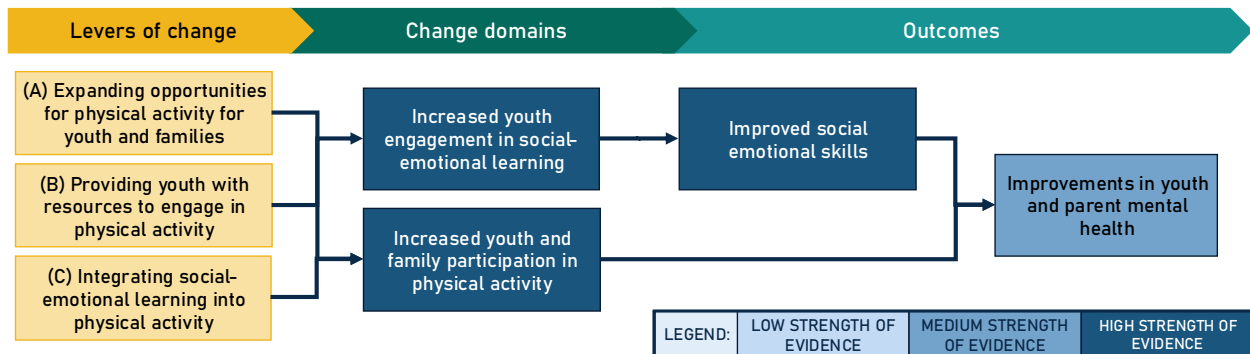 Levers of change
Change domains
Outcomes
(A) Expanding opportunities
for physical activity for
youth and families
(B) Providing youth with
resources to engage in
physical activity
(C) Integrating social-
emotional learning into
physical activity
Increased youth
engagement in social-
emotional learning
Increased youth and
family participation in
physical activity
Improved social
emotional skills
Improvements in youth
and parent mental
health
LEGEND:
LOW STRENGTH OF
EVIDENCE
MEDIUM STRENGTH
OF EVIDENCE
HIGH STRENGTH OF
EVIDENCE